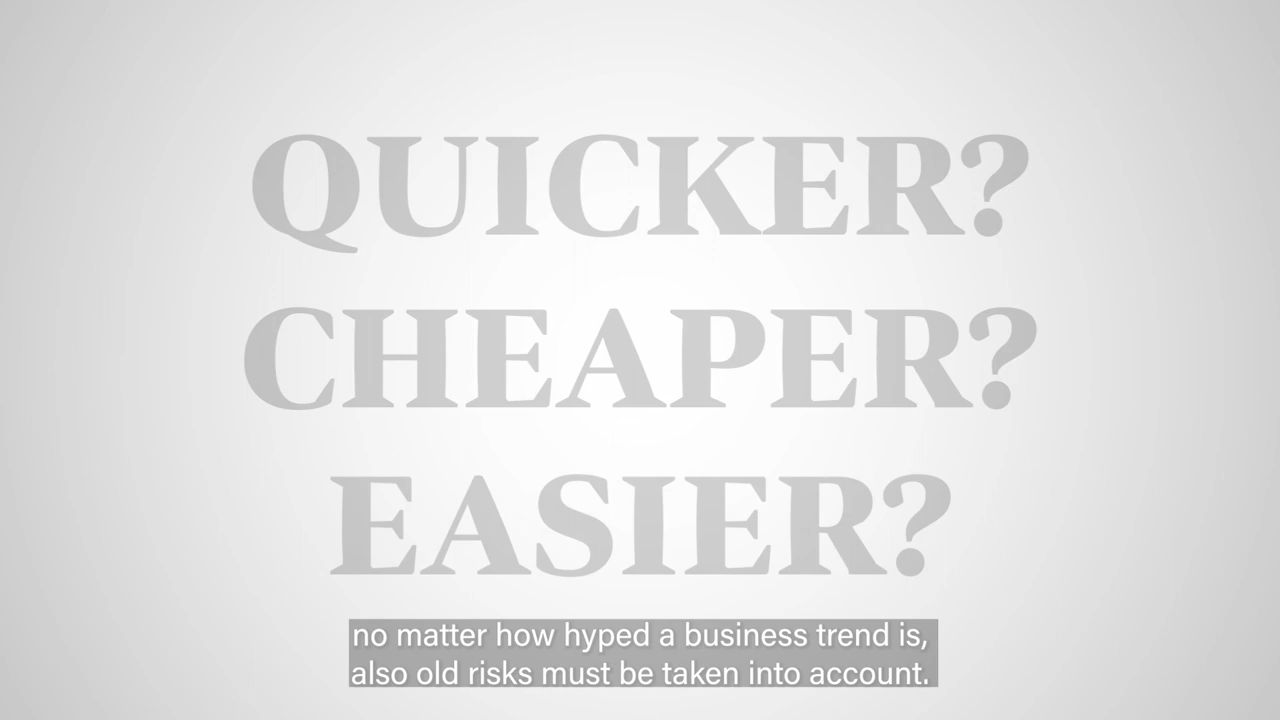 QUICKER?
CHEAPER?
EASIER?
no matter how hyped a business trend is,
also old risks must be taken into account.